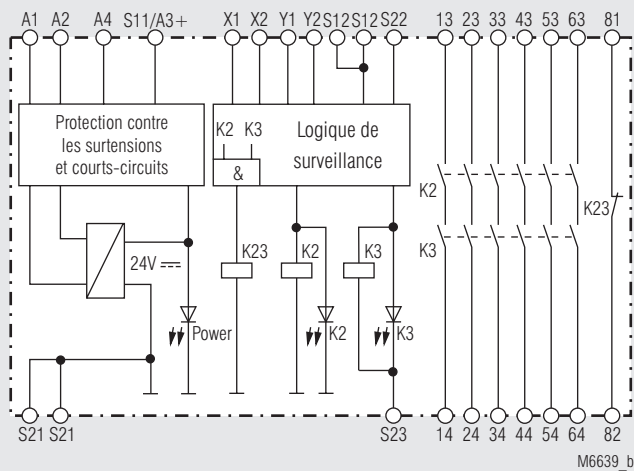 A1 A2 A4 S11/A3+ X1 X2 Y1 Y2 S12 S12 S22 13 23 33 43 53 63 81
Protection contre
les surtensions
et courts-circuits
K2 K3
&
Logique de
surveillance
K2
K3
K23
24V
K23
K2
K3
Power
K2
K3
S21 S21 S23 14 24 34 44 54 64 82
M6639_b